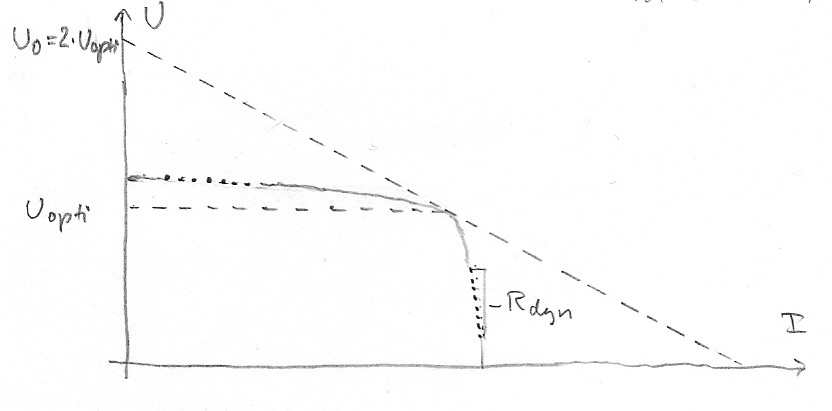 U
U₀=2·Uopti
Uopti
-Rdyn
I